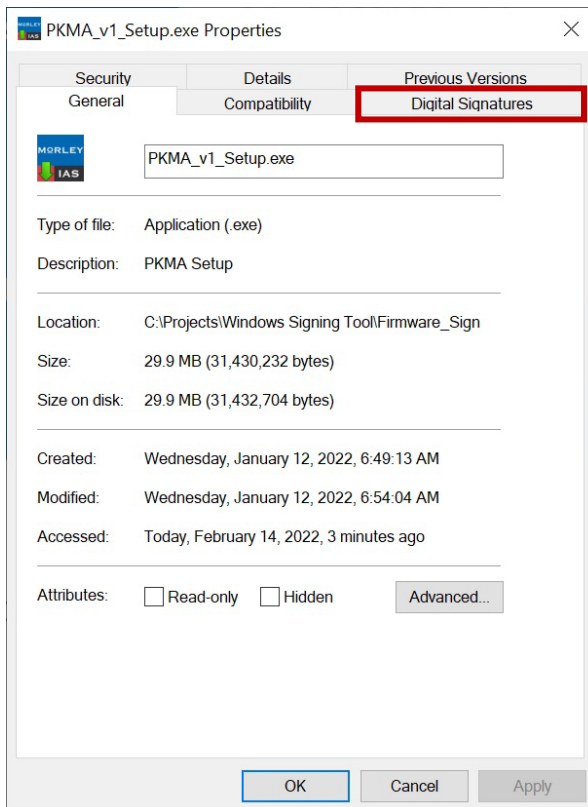 MORLEY
IAS
PKMA_v1_Setup.exe Properties
Security Details Previous Versions
General Compatibility Digital Signatures
MORLEY
IAS
PKMA_v1_Setup.exe
Type of file: Application (.exe)
Description: PKMA Setup
Location: C:\Projects\Windows Signing Tool\Firmware_Sign
Size: 29.9 MB (31,430,232 bytes)
Size on disk: 29.9 MB (31,432,704 bytes)
Created: Wednesday, January 12, 2022, 6:49:13 AM
Modified: Wednesday, January 12, 2022, 6:54:04 AM
Accessed: Today, February 14, 2022, 3 minutes ago
Attributes: Read-only Hidden Advanced...
OK Cancel Apply